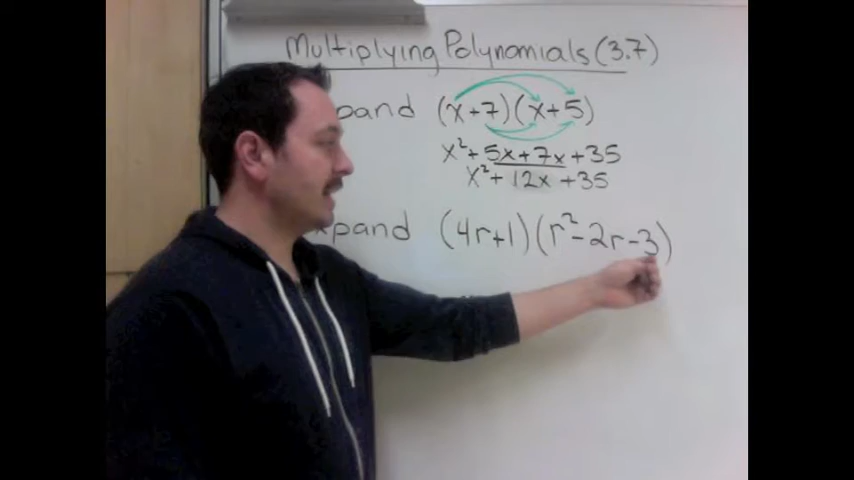 Multiplying Polynomials (3.7)
pand (x+7)(x+5)
x²+5x+7x+35
x²+12x+35
pand (4r+1)(r²-2r-3)